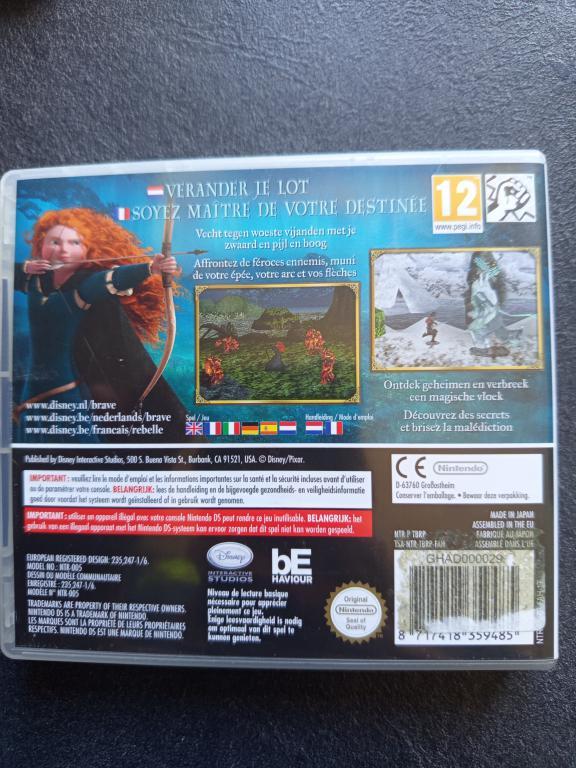 VERANDER JE LOT
SOYEZ MAÎTRE DE VOTRE DESTINÉE
12
www.pegi.info
Vecht tegen woeste vijanden met je
zwaard en pijl en boog
Affrontez de féroces ennemis, muni
de votre épée, votre arc et vos flèches
Ontdek geheimen en verbreek
een magische vloek
Découvrez des secrets
et brisez la malédiction
www.disney.nl/brave
www.disney.be/nederlands/brave
www.disney.be/francais/rebelle
Spel / Jeu
Handleiding / Mode d'emploi
Published by Disney Interactive Studios, 500 S. Buena Vista St., Burbank, CA 91521, USA. © Disney/Pixar.
IMPORTANT : veuillez lire le mode d'emploi et les informations importantes sur la santé et la sécurité incluses avant d'utiliser
ou de paramétrer votre console. BELANGRIJK: lees de handleiding en de bijgevoegde gezondheids- en veiligheidsinformatie
goed door voordat het systeem wordt geïnstalleerd of in gebruik wordt genomen.
IMPORTANT : utiliser un appareil illégal avec votre console Nintendo DS peut rendre ce jeu inutilisable. BELANGRIJK: het
gebruik van een illegaal apparaat met het Nintendo DS-systeem kan ervoor zorgen dat dit spel niet kan worden gespeeld.
CE
Nintendo
D-63760 Großostheim
Conserver l'emballage. • Bewaar deze verpakking.
EUROPEAN REGISTERED DESIGN: 235,247-1/6.
MODEL NO.: NTR-005
DESSIN OU MODÈLE COMMUNAUTAIRE
ENREGISTRE : 235,247-1/6.
MODÈLE N° NTR-005
TRADEMARKS ARE PROPERTY OF THEIR RESPECTIVE OWNERS.
NINTENDO DS IS A TRADEMARK OF NINTENDO.
LES MARQUES SONT LA PROPRIÉTÉ DE LEURS PROPRIÉTAIRES
RESPECTIFS. NINTENDO DS EST UNE MARQUE DE NINTENDO.
Disney
INTERACTIVE
STUDIOS
bE
HAVIOUR
Niveau de lecture basique
nécessaire pour apprécier
pleinement ce jeu.
Enige leesvaardigheid is nodig
om optimaal van dit spel te
kunnen genieten.
Original
Nintendo
Seal of
Quality
MADE IN JAPAN
ASSEMBLED IN THE EU
FABRIQUÉ AU JAPON
ASSEMBLÉ DANS L'UE
NTR P TBRP
TSA-NTR-TBRP-FAH
GHAD000029
8 717418 359485